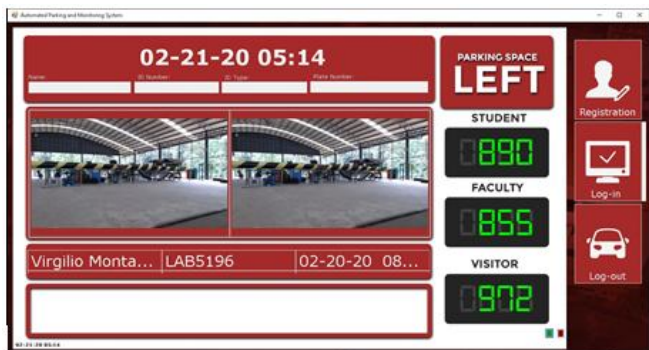 Automated Parking and Monitoring System
02-21-20 05:14
Name: ID Number: ID Type: Plate Number:
PARKING SPACE
LEFT
STUDENT
890
FACULTY
855
VISITOR
972
Registration
Log-in
Log-out
Virgilio Monta... LAB5196 02-20-20 08...
02-21-20 05:14